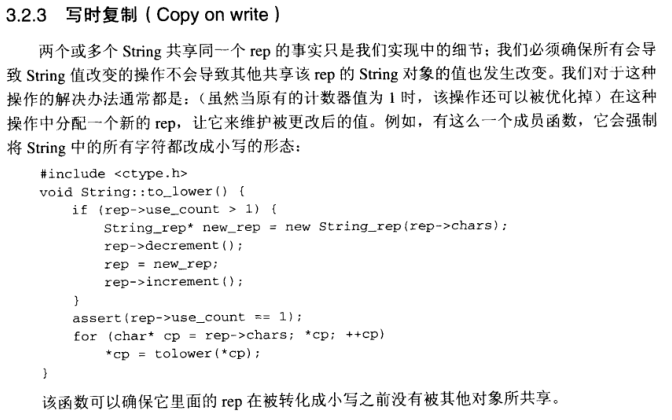 3.2.3 写时复制（Copy on write）
两个或多个 String 共享同一个 rep 的事实只是我们实现中的细节；我们必须确保所有会导
致 String 值改变的操作不会导致其他共享该 rep 的 String 对象的值也发生改变。我们对于这种
操作的解决办法通常都是：（虽然当原有的计数器值为 1 时，该操作还可以被优化掉）在这种
操作中分配一个新的 rep，让它来维护被更改后的值。例如，有这么一个成员函数，它会强制
将 String 中的所有字符都改成小写的形态：
#include <ctype.h>
void String::to_lower() {
    if (rep->use_count > 1) {
        String_rep* new_rep = new String_rep(rep->chars);
        rep->decrement();
        rep = new_rep;
        rep->increment();
    }
    assert(rep->use_count == 1);
    for (char* cp = rep->chars; *cp; ++cp)
        *cp = tolower(*cp);
}
该函数可以确保它里面的 rep 在被转化成小写之前没有被其他对象所共享。